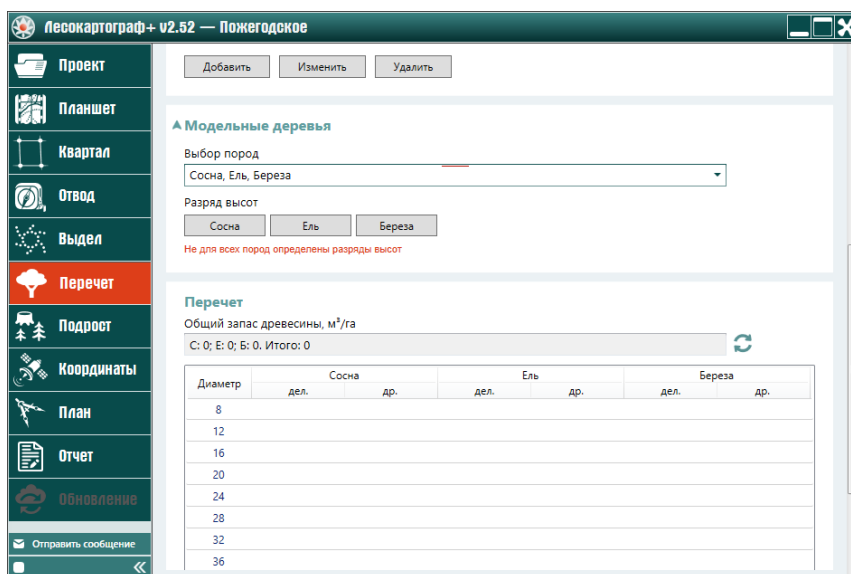 Лесокартограф+ v2.52 — Пожегодское
Проект
Планшет
Квартал
Отвод
Выдел
Перечет
Подрост
Координаты
План
Отчет
Обновление
Отправить сообщение
Добавить Изменить Удалить
Модельные деревья
Выбор пород
Сосна, Ель, Береза
Разряд высот
Сосна Ель Береза
Не для всех пород определены разряды высот
Перечет
Общий запас древесины, м³/га
С: 0; Е: 0; Б: 0. Итого: 0
Диаметр Сосна Ель Береза
дел. др. дел. др. дел. др.
8
12
16
20
24
28
32
36